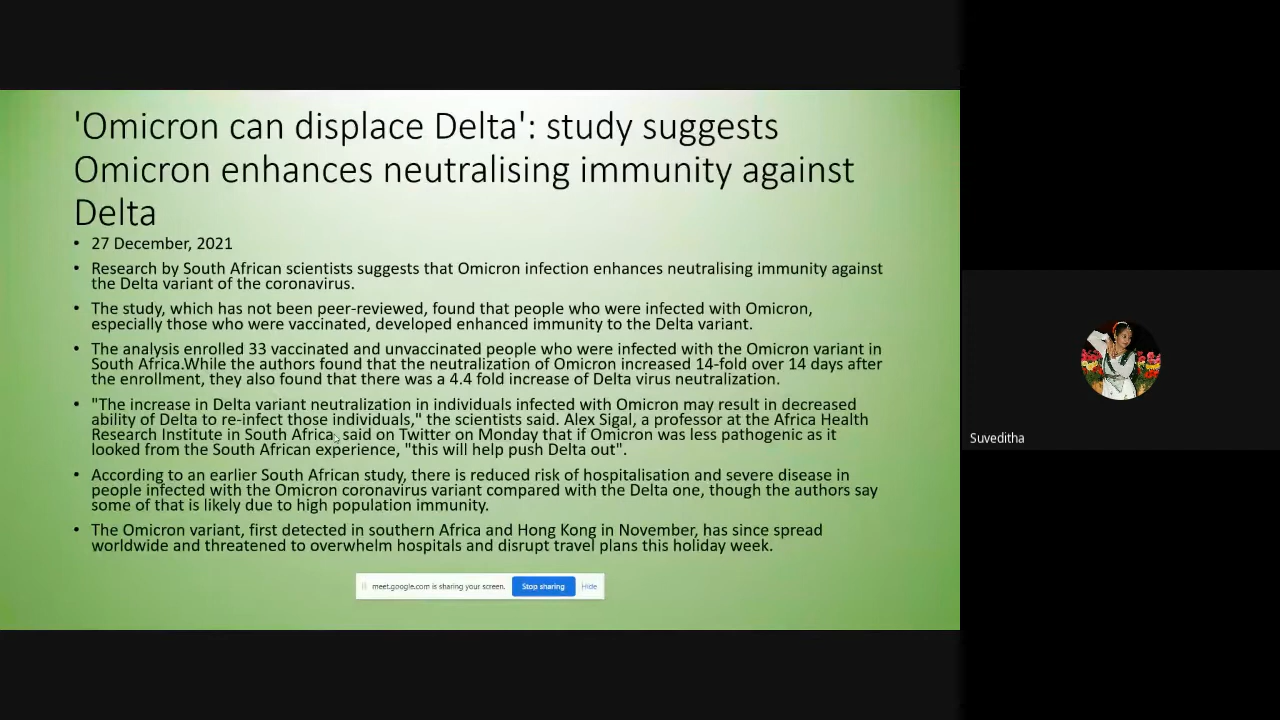 'Omicron can displace Delta': study suggests
Omicron enhances neutralising immunity against
Delta
• 27 December, 2021
• Research by South African scientists suggests that Omicron infection enhances neutralising immunity against
the Delta variant of the coronavirus.
• The study, which has not been peer-reviewed, found that people who were infected with Omicron,
especially those who were vaccinated, developed enhanced immunity to the Delta variant.
• The analysis enrolled 33 vaccinated and unvaccinated people who were infected with the Omicron variant in
South Africa.While the authors found that the neutralization of Omicron increased 14-fold over 14 days after
the enrollment, they also found that there was a 4.4 fold increase of Delta virus neutralization.
• "The increase in Delta variant neutralization in individuals infected with Omicron may result in decreased
ability of Delta to re-infect those individuals," the scientists said. Alex Sigal, a professor at the Africa Health
Research Institute in South Africa, said on Twitter on Monday that if Omicron was less pathogenic as it
looked from the South African experience, "this will help push Delta out".
• According to an earlier South African study, there is reduced risk of hospitalisation and severe disease in
people infected with the Omicron coronavirus variant compared with the Delta one, though the authors say
some of that is likely due to high population immunity.
• The Omicron variant, first detected in southern Africa and Hong Kong in November, has since spread
worldwide and threatened to overwhelm hospitals and disrupt travel plans this holiday week.
meet.google.com is sharing your screen. Stop sharing Hide
Suveditha